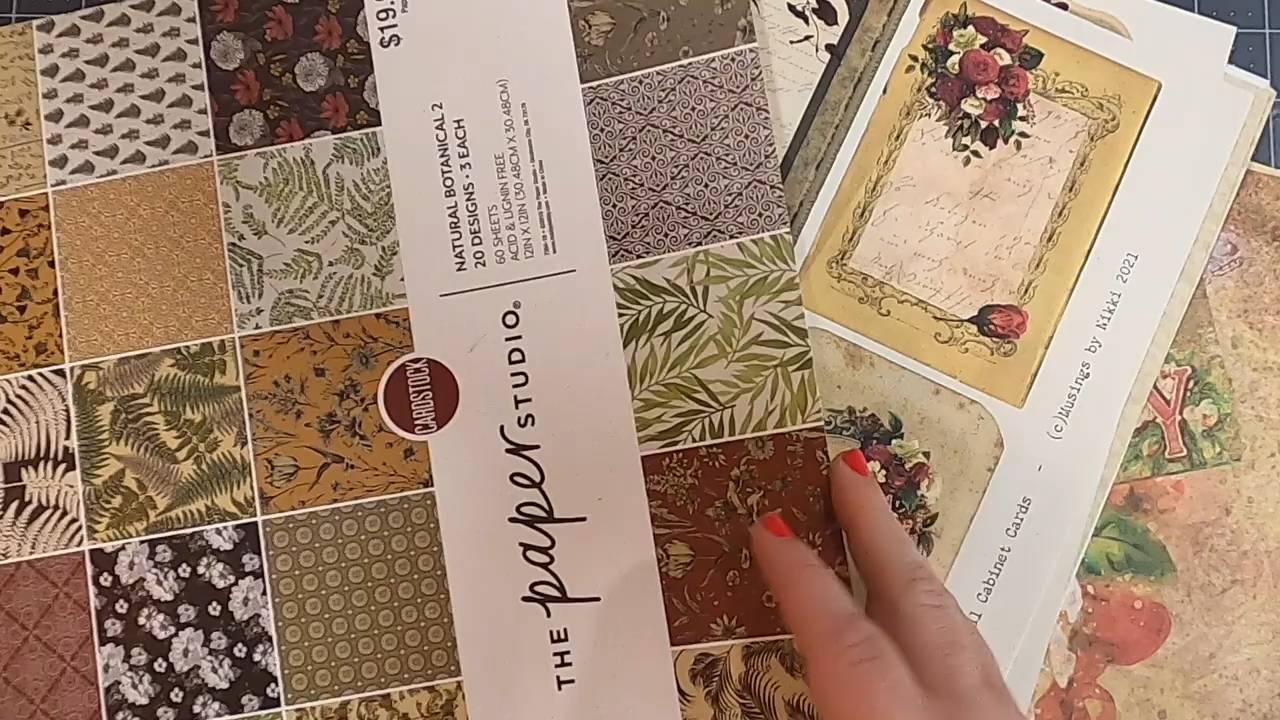 $19.
NATURAL BOTANICAL 2
20 DESIGNS · 3 EACH
60 SHEETS
ACID & LIGNIN FREE
12IN X 12IN (30.48CM X 30.48CM)
THE paper STUDIO
CARDSTOCK
Cabinet Cards - (c)Musings by Nikki 2021
Y